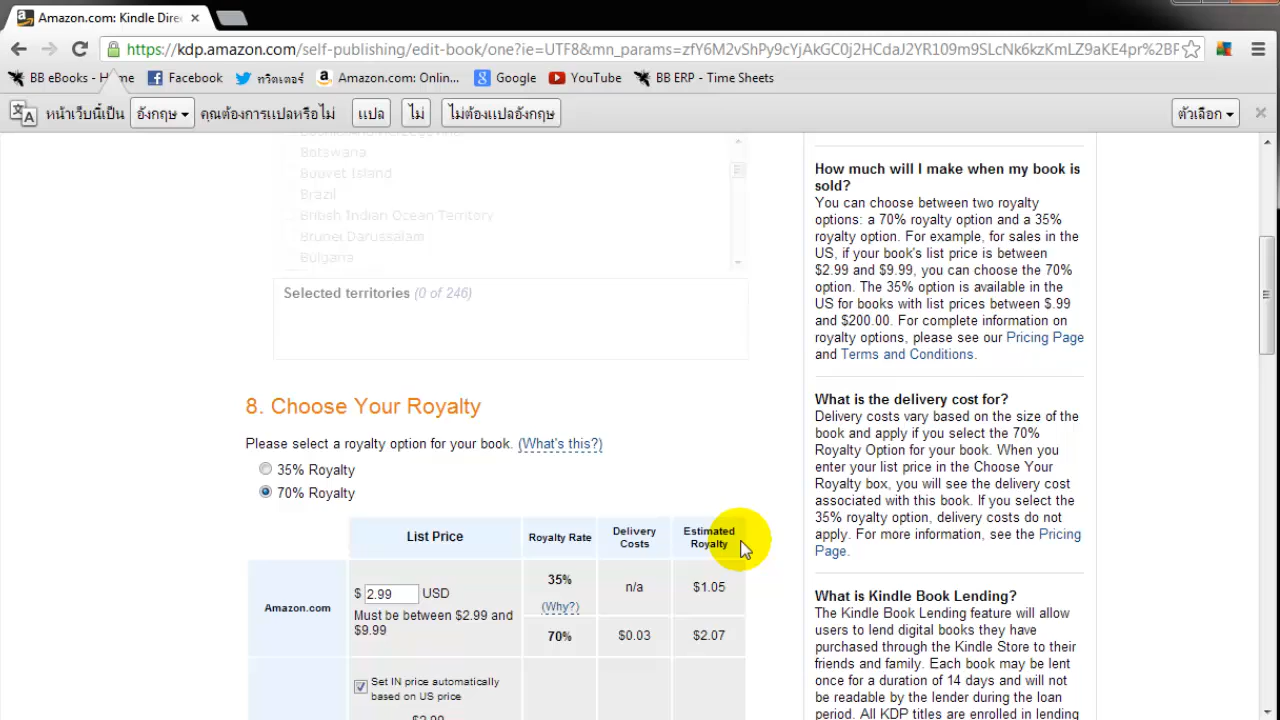 Amazon.com: Kindle Dire
https://kdp.amazon.com/self-publishing/edit-book/one?ie=UTF8&mn_params=zfY6M2vShPy9cYjAkGC0j2HCdaJ2YR109m9SLcNk6kzKmLZ9aKE4pr%2BF
BB eBooks - Home Facebook ทวิตเตอร์ Amazon.com: Onlin... Google YouTube BB ERP - Time Sheets
หน้าเว็บนี้เป็น อังกฤษ คุณต้องการแปลหรือไม่ แปล ไม่ ไม่ต้องแปลอังกฤษ ตัวเลือก
Botswana
Bouvet Island
Brazil
British Indian Ocean Territory
Brunei Darussalam
Bulgaria
Selected territories (0 of 246)
8. Choose Your Royalty
Please select a royalty option for your book. (What's this?)
35% Royalty
70% Royalty
List Price
Royalty Rate
Delivery
Costs
Estimated
Royalty
Amazon.com
$ 2.99 USD
Must be between $2.99 and
$9.99
35%
(Why?)
n/a
$1.05
70%
$0.03
$2.07
Set IN price automatically
based on US price
$2.99
How much will I make when my book is
sold?
You can choose between two royalty
options: a 70% royalty option and a 35%
royalty option. For example, for sales in the
US, if your book's list price is between
$2.99 and $9.99, you can choose the 70%
option. The 35% option is available in the
US for books with list prices between $.99
and $200.00. For complete information on
royalty options, please see our Pricing Page
and Terms and Conditions.
What is the delivery cost for?
Delivery costs vary based on the size of the
book and apply if you select the 70%
Royalty Option for your book. When you
enter your list price in the Choose Your
Royalty box, you will see the delivery cost
associated with this book. If you select the
35% royalty option, delivery costs do not
apply. For more information, see the Pricing
Page.
What is Kindle Book Lending?
The Kindle Book Lending feature will allow
users to lend digital books they have
purchased through the Kindle Store to their
friends and family. Each book may be lent
once for a duration of 14 days and will not
be readable by the lender during the loan
period. All KDP titles are enrolled in lending